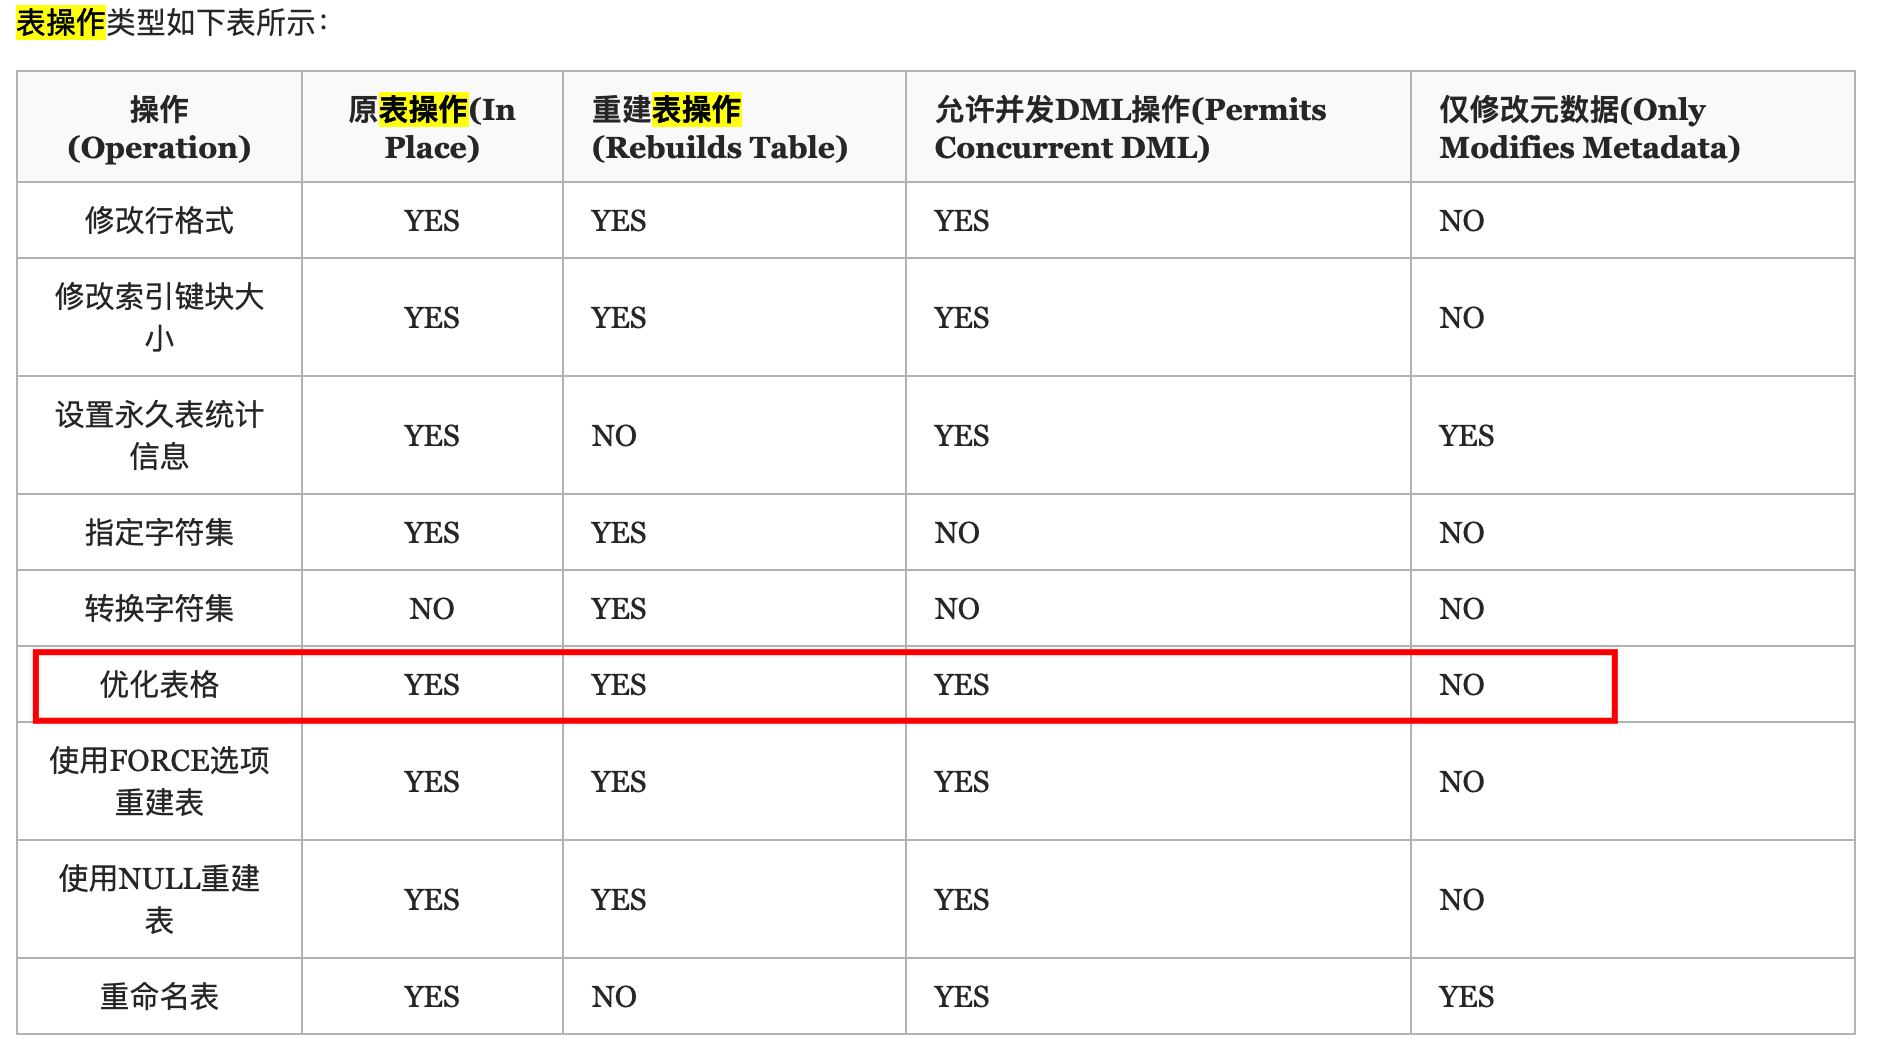 表操作类型如下表所示：
操作
(Operation)
原表操作(In
Place)
重建表操作
(Rebuilds Table)
允许并发DML操作(Permits
Concurrent DML)
仅修改元数据(Only
Modifies Metadata)
修改行格式
YES
YES
YES
NO
修改索引键块大
小
YES
YES
YES
NO
设置永久表统计
信息
YES
NO
YES
YES
指定字符集
YES
YES
NO
NO
转换字符集
NO
YES
NO
NO
优化表格
YES
YES
YES
NO
使用FORCE选项
重建表
YES
YES
YES
NO
使用NULL重建
表
YES
YES
YES
NO
重命名表
YES
NO
YES
YES